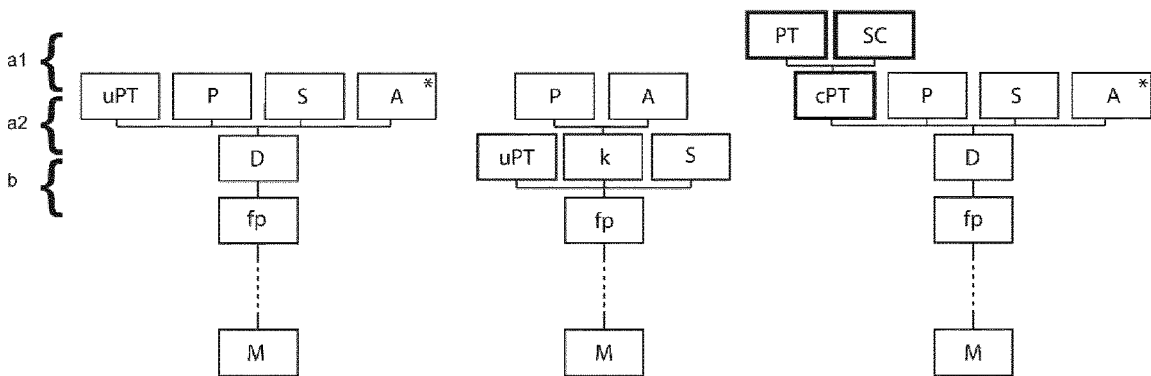 PT SC
a1
uPT P S A * P A cPT P S A *
a2
D uPT k S D
b
fp fp fp
M M M